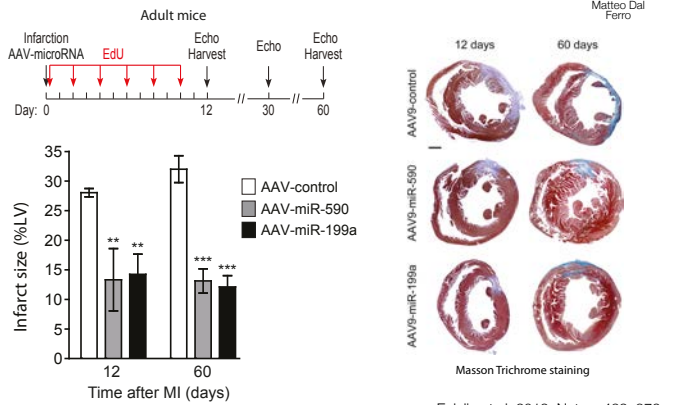 Matteo Dal
Ferro
Adult mice
Infarction
AAV-microRNA
EdU
Echo
Harvest
Echo
Echo
Harvest
Day: 0
12
30
60
Infarct size (%LV)
35
30
25
20
15
10
5
0
** **
*** ***
AAV-control
AAV-miR-590
AAV-miR-199a
12
60
Time after MI (days)
12 days
60 days
AAV9-control
AAV9-miR-590
AAV9-miR-199a
Masson Trichrome staining